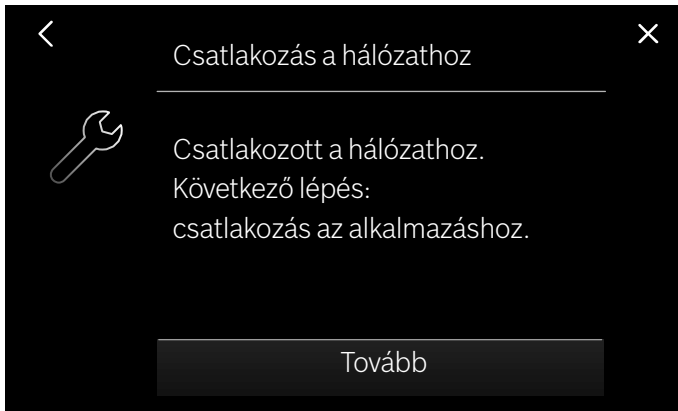 Csatlakozás a hálózathoz
Csatlakozott a hálózathoz.
Következő lépés:
csatlakozás az alkalmazáshoz.
Tovább